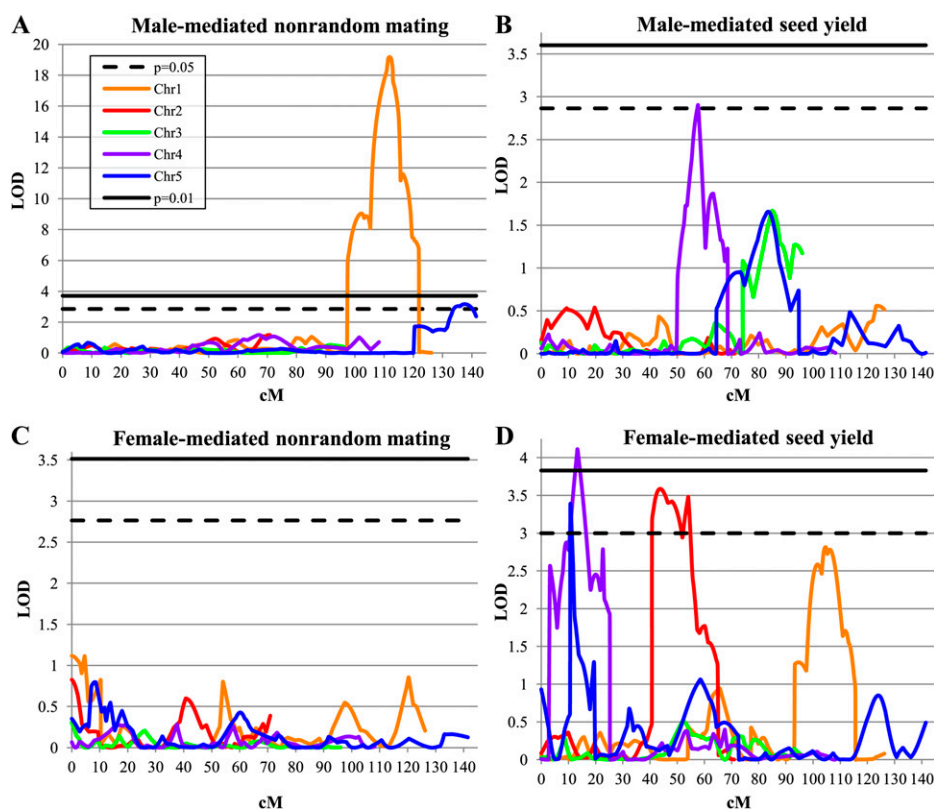 A
Male-mediated nonrandom mating
20
18
16
14
12
10
8
6
4
2
0
LOD
p=0.05
Chr1
Chr2
Chr3
Chr4
Chr5
p=0.01
0 10 20 30 40 50 60 70 80 90 100 110 120 130 140
cM
B
Male-mediated seed yield
3.5
3
2.5
2
1.5
1
0.5
0
LOD
0 10 20 30 40 50 60 70 80 90 100 110 120 130 140
cM
C
Female-mediated nonrandom mating
3.5
3
2.5
2
1.5
1
0.5
0
LOD
0 10 20 30 40 50 60 70 80 90 100 110 120 130 140
cM
D
Female-mediated seed yield
4
3.5
3
2.5
2
1.5
1
0.5
0
LOD
0 10 20 30 40 50 60 70 80 90 100 110 120 130 140
cM